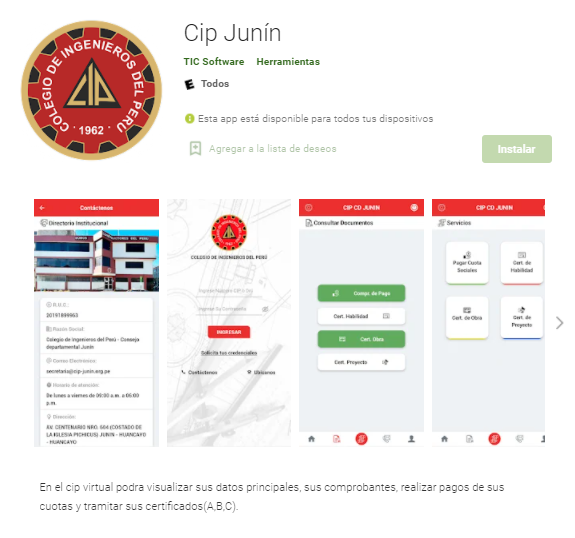 Cip Junín
COLEGIO DE INGENIEROS DEL PERU
CIP
· 1962 ·
TIC Software Herramientas
E Todos
Esta app está disponible para todos tus dispositivos
Agregar a la lista de deseos
Instalar
Contáctenos
Directorio Institucional
R.U.C.:
20191899963
Razón Social:
Colegio de Ingenieros del Perú - Consejo
departamental Junín
Correo Electrónico:
secretaria@cip-junin.org.pe
Horario de atención:
De lunes a viernes de 09:00 a.m. a 06:00
p.m.
Dirección:
AV. CENTENARIO NRO. 604 (COSTADO DE
LA IGLESIA PICHICUS) JUNIN - HUANCAYO
- HUANCAYO
COLEGIO DE INGENIEROS DEL PERÚ
INGRESAR
Solicita tus credenciales
Contáctenos
Ubícanos
CIP CD JUNIN
Consultar Documentos
Compr. de Pago
Cert. Habilidad
Cert. Obra
Cert. Proyecto
CIP CD JUNIN
Servicios
Pagar Cuota
Sociales
Cert. de
Habilidad
Cert. de Obra
Cert. de
Proyecto
En el cip virtual podra visualizar sus datos principales, sus comprobantes, realizar pagos de sus
cuotas y tramitar sus certificados(A,B,C).